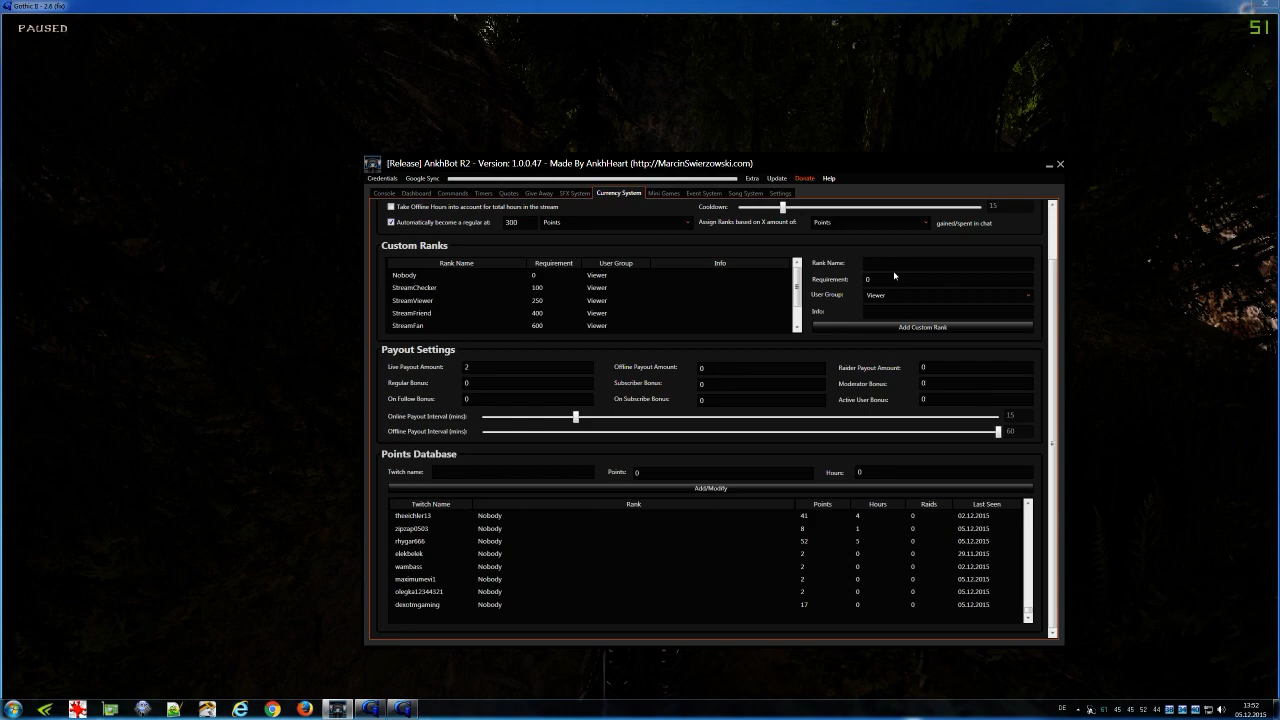 Gothic II - 2.6 (fix)
PAUSED
51
[Release] AnkhBot R2 - Version: 1.0.0.47 - Made By AnkhHeart (http://MarcinSwierzowski.com)
Credentials Google Sync Extra Update Donate Help
Console Dashboard Commands Timers Quotes Give Away SFX System Currency System Mini Games Event System Song System Settings
Take Offline Hours into account for total hours in the stream Cooldown: 15
Automatically become a regular at: 300 Points Assign Ranks based on X amount of: Points gained/spent in chat
Custom Ranks
Rank Name Requirement User Group Info
Nobody 0 Viewer
StreamChecker 100 Viewer
StreamViewer 250 Viewer
StreamFriend 400 Viewer
StreamFan 600 Viewer
Rank Name:
Requirement: 0
User Group: Viewer
Info:
Add Custom Rank
Payout Settings
Live Payout Amount: 2 Offline Payout Amount: 0 Raider Payout Amount: 0
Regular Bonus: 0 Subscriber Bonus: 0 Moderator Bonus: 0
On Follow Bonus: 0 On Subscribe Bonus: 0 Active User Bonus: 0
Online Payout Interval (mins): 15
Offline Payout Interval (mins): 60
Points Database
Twitch name: Points: 0 Hours: 0
Add/Modify
Twitch Name Rank Points Hours Raids Last Seen
theeichler13 Nobody 41 4 0 02.12.2015
zipzap0503 Nobody 8 1 0 05.12.2015
rhygar666 Nobody 52 5 0 05.12.2015
elekbelek Nobody 2 0 0 29.11.2015
wambass Nobody 2 0 0 02.12.2015
maximumevi1 Nobody 2 0 0 05.12.2015
olegka12344321 Nobody 2 0 0 05.12.2015
dexotmgaming Nobody 17 0 0 05.12.2015
DE 61 45 45 52 44 13:52
05.12.2015